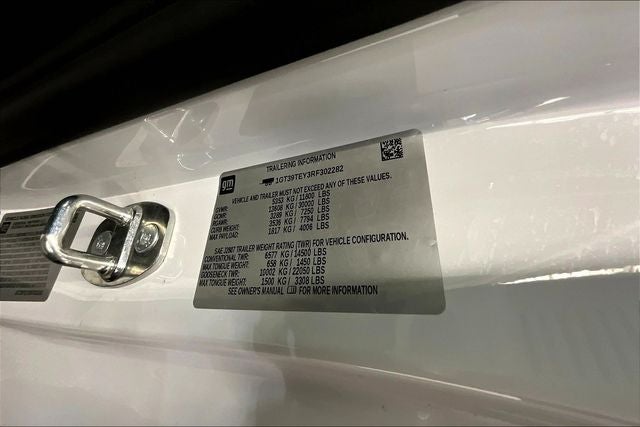 TRAILERING INFORMATION
gm
1GT39TEY3RF302282
VEHICLE AND TRAILER MUST NOT EXCEED ANY OF THESE VALUES.
GVWR: 5353 KG / 11800 LBS
GCWR: 13608 KG / 30000 LBS
RGAWR: 3289 KG / 7250 LBS
CURB WEIGHT: 3536 KG / 7794 LBS
MAX PAYLOAD: 1817 KG / 4006 LBS
SAE J2807 TRAILER WEIGHT RATING (TWR) FOR VEHICLE CONFIGURATION.
CONVENTIONAL TWR: 6577 KG / 14500 LBS
MAX TONGUE WEIGHT: 658 KG / 1450 LBS
GOOSENECK TWR: 10002 KG / 22050 LBS
MAX TONGUE WEIGHT: 1500 KG / 3308 LBS
SEE OWNER'S MANUAL FOR MORE INFORMATION